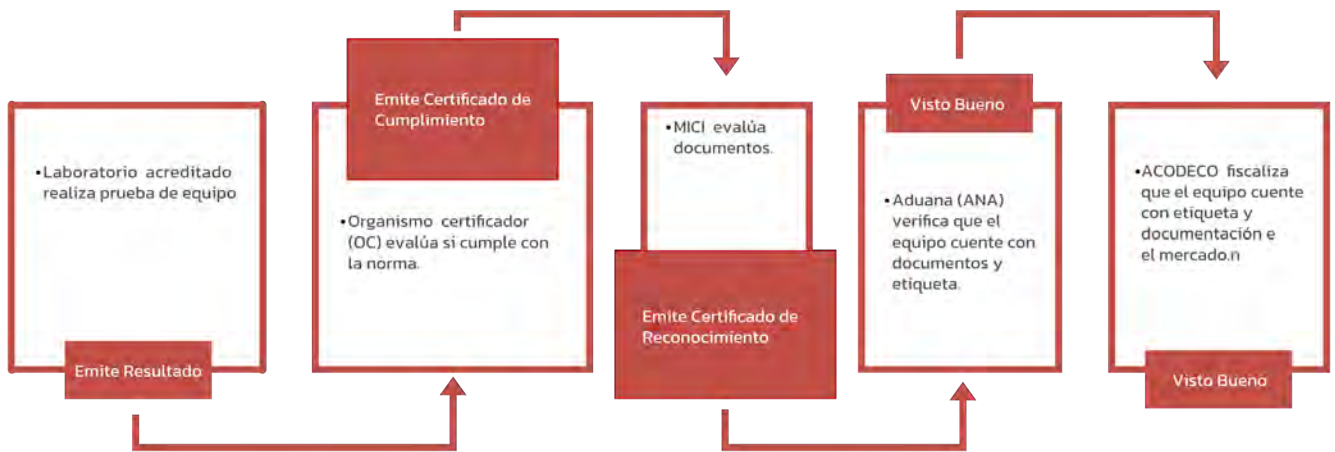 •Laboratorio acreditado
realiza prueba de equipo
Emite Resultado
Emite Certificado de
Cumplimiento
•Organismo certificador
(OC) evalúa si cumple con
la norma.
•MICI evalúa
documentos.
Emite Certificado de
Reconocimiento
Visto Bueno
•Aduana (ANA)
verifica que el
equipo cuente con
documentos y
etiqueta.
•ACODECO fiscaliza
que el equipo cuente
con etiqueta y
documentación e
el mercado.n
Visto Bueno